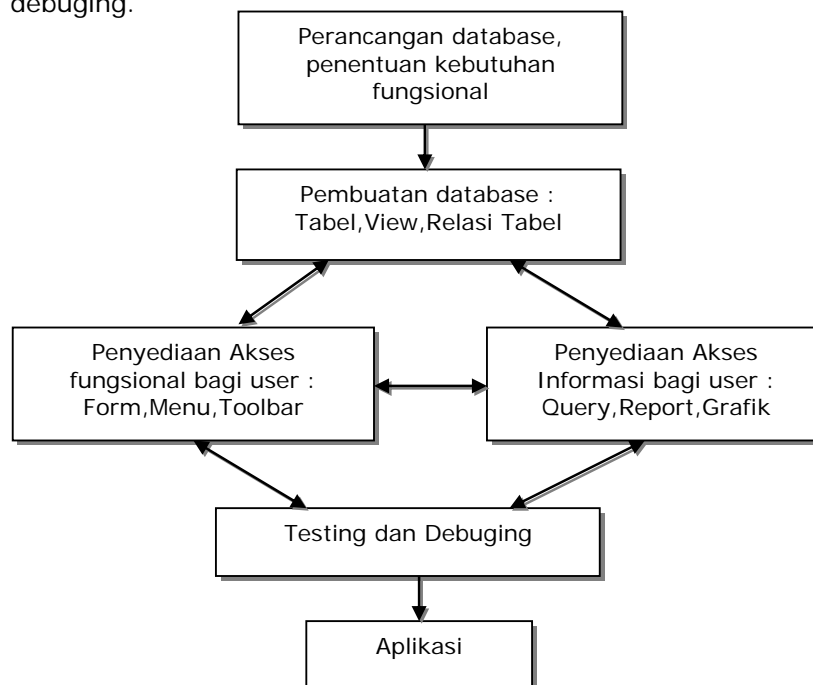 debuging.
Perancangan database,
penentuan kebutuhan
fungsional
Pembuatan database :
Tabel,View,Relasi Tabel
Penyediaan Akses
fungsional bagi user :
Form,Menu,Toolbar
Penyediaan Akses
Informasi bagi user :
Query,Report,Grafik
Testing dan Debuging
Aplikasi